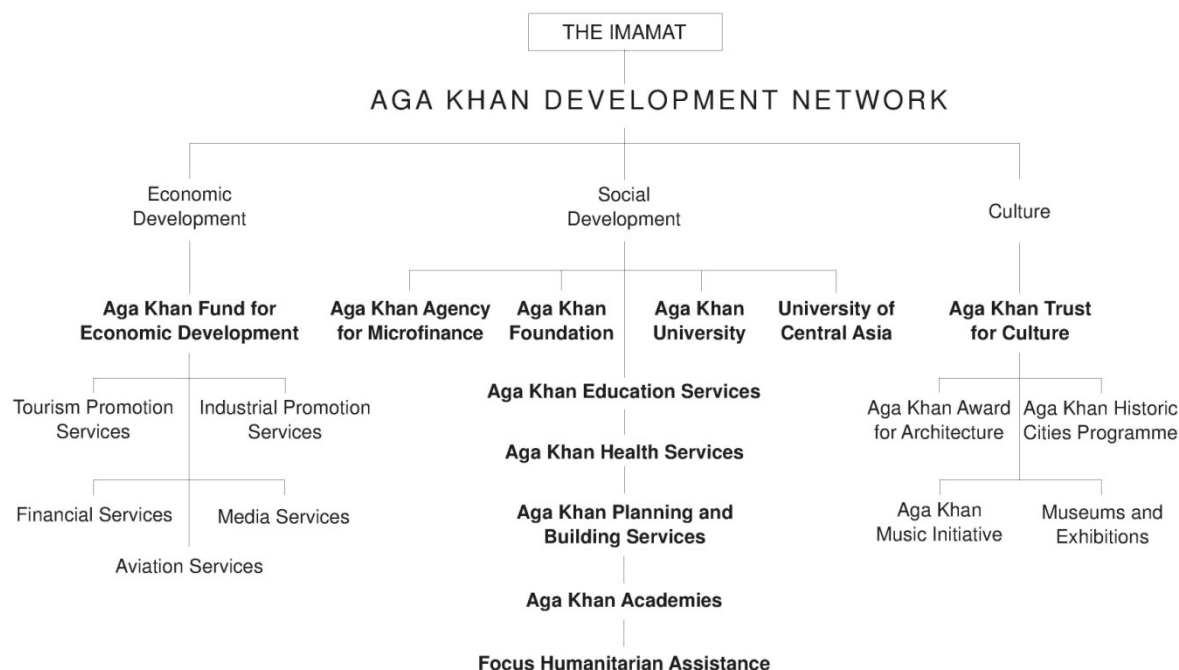 THE IMAMAT
AGA KHAN DEVELOPMENT NETWORK
Economic
Development
Social
Development
Culture
Aga Khan Fund for
Economic Development
Aga Khan Agency
for Microfinance
Aga Khan
Foundation
Aga Khan
University
University of
Central Asia
Aga Khan Trust
for Culture
Tourism Promotion
Services
Industrial Promotion
Services
Financial Services
Media Services
Aviation Services
Aga Khan Education Services
Aga Khan Health Services
Aga Khan Planning and
Building Services
Aga Khan Academies
Focus Humanitarian Assistance
Aga Khan Award
for Architecture
Aga Khan Historic
Cities Programme
Aga Khan
Music Initiative
Museums and
Exhibitions